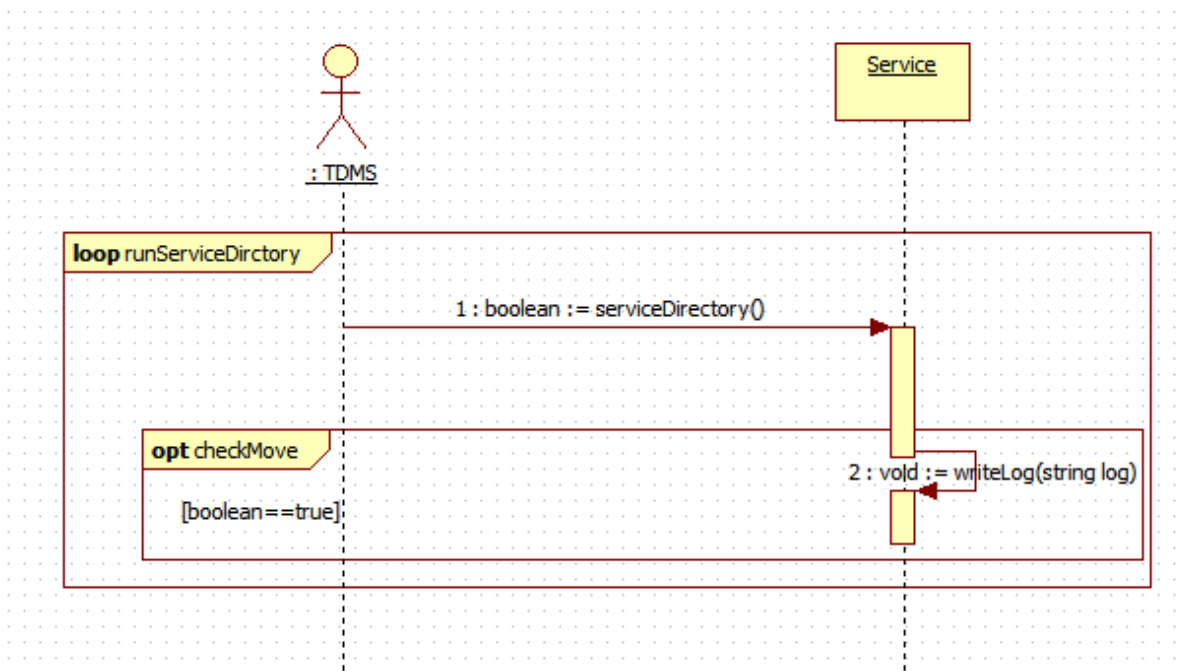 Service
: TDMS
loop runServiceDirctory
1 : boolean := serviceDirectory()
opt checkMove
2 : void := writeLog(string log)
[boolean==true]